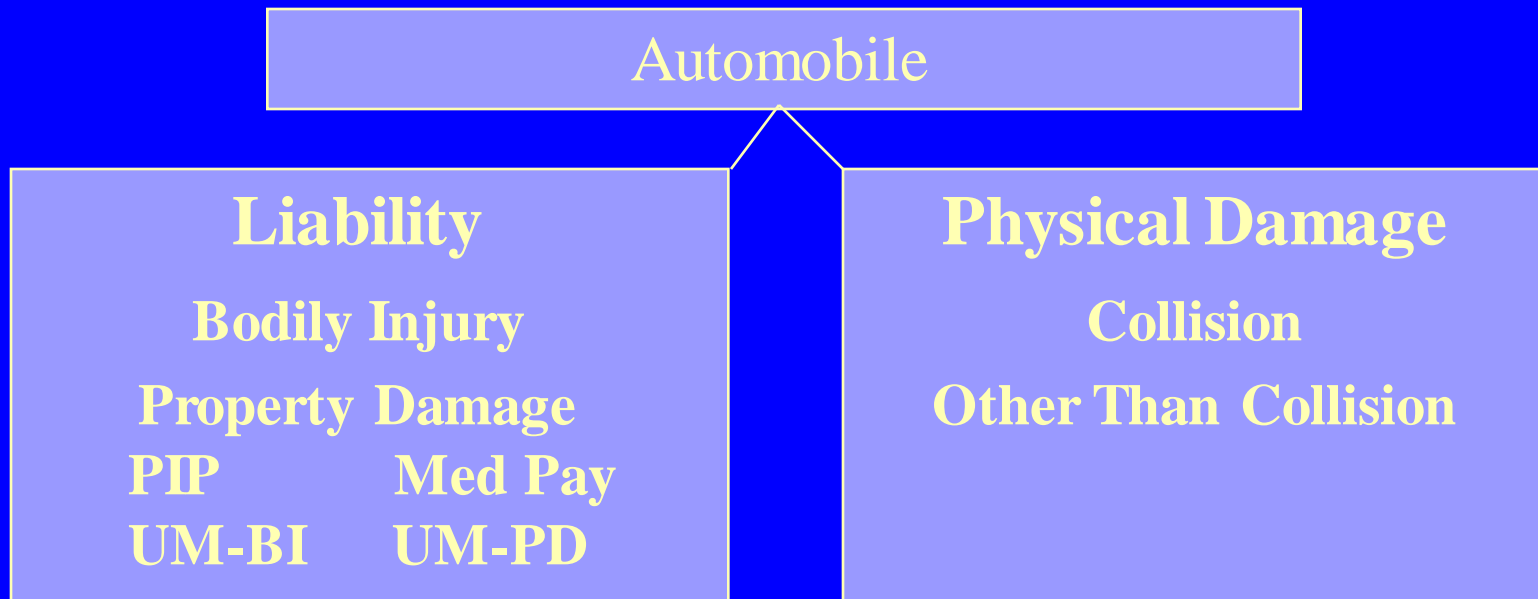 Automobile
Liability
Bodily Injury
Property Damage
PIP Med Pay
UM-BI UM-PD
Physical Damage
Collision
Other Than Collision